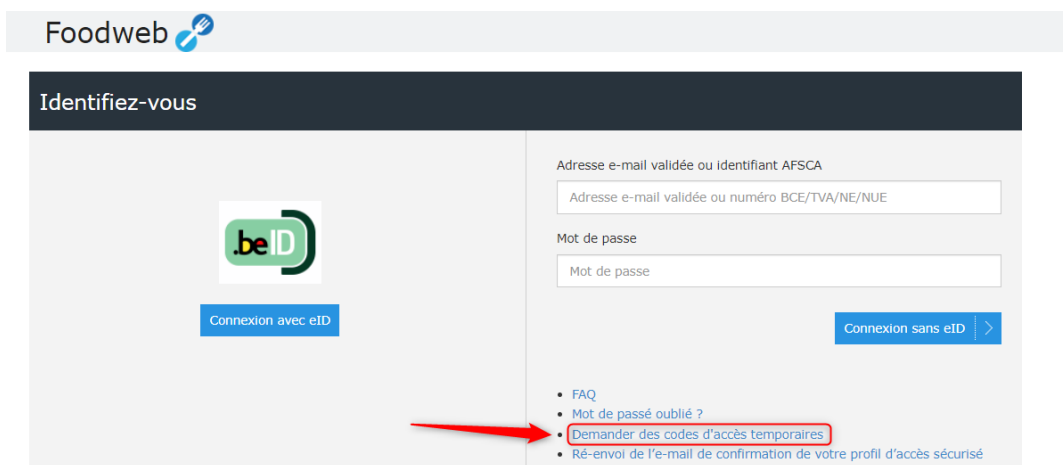 Foodweb
Identifiez-vous
.beID
Connexion avec eID
Adresse e-mail validée ou identifiant AFSCA
Adresse e-mail validée ou numéro BCE/TVA/NE/NUE
Mot de passe
Mot de passe
Connexion sans eID
FAQ
Mot de passé oublié ?
Demander des codes d'accès temporaires
Ré-envoi de l'e-mail de confirmation de votre profil d'accès sécurisé